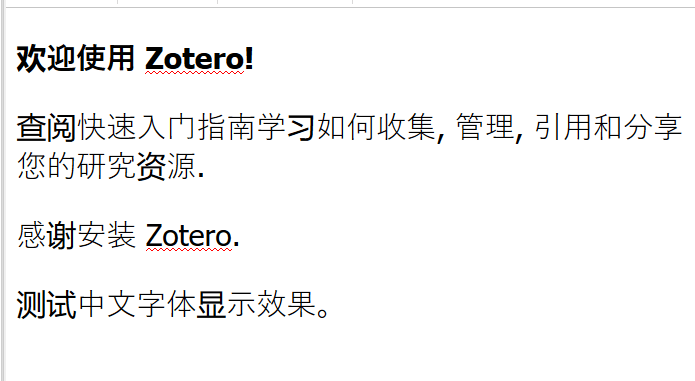 欢迎使用 Zotero!
查阅快速入门指南学习如何收集, 管理, 引用和分享
您的研究资源.
感谢安装 Zotero.
测试中文字体显示效果。